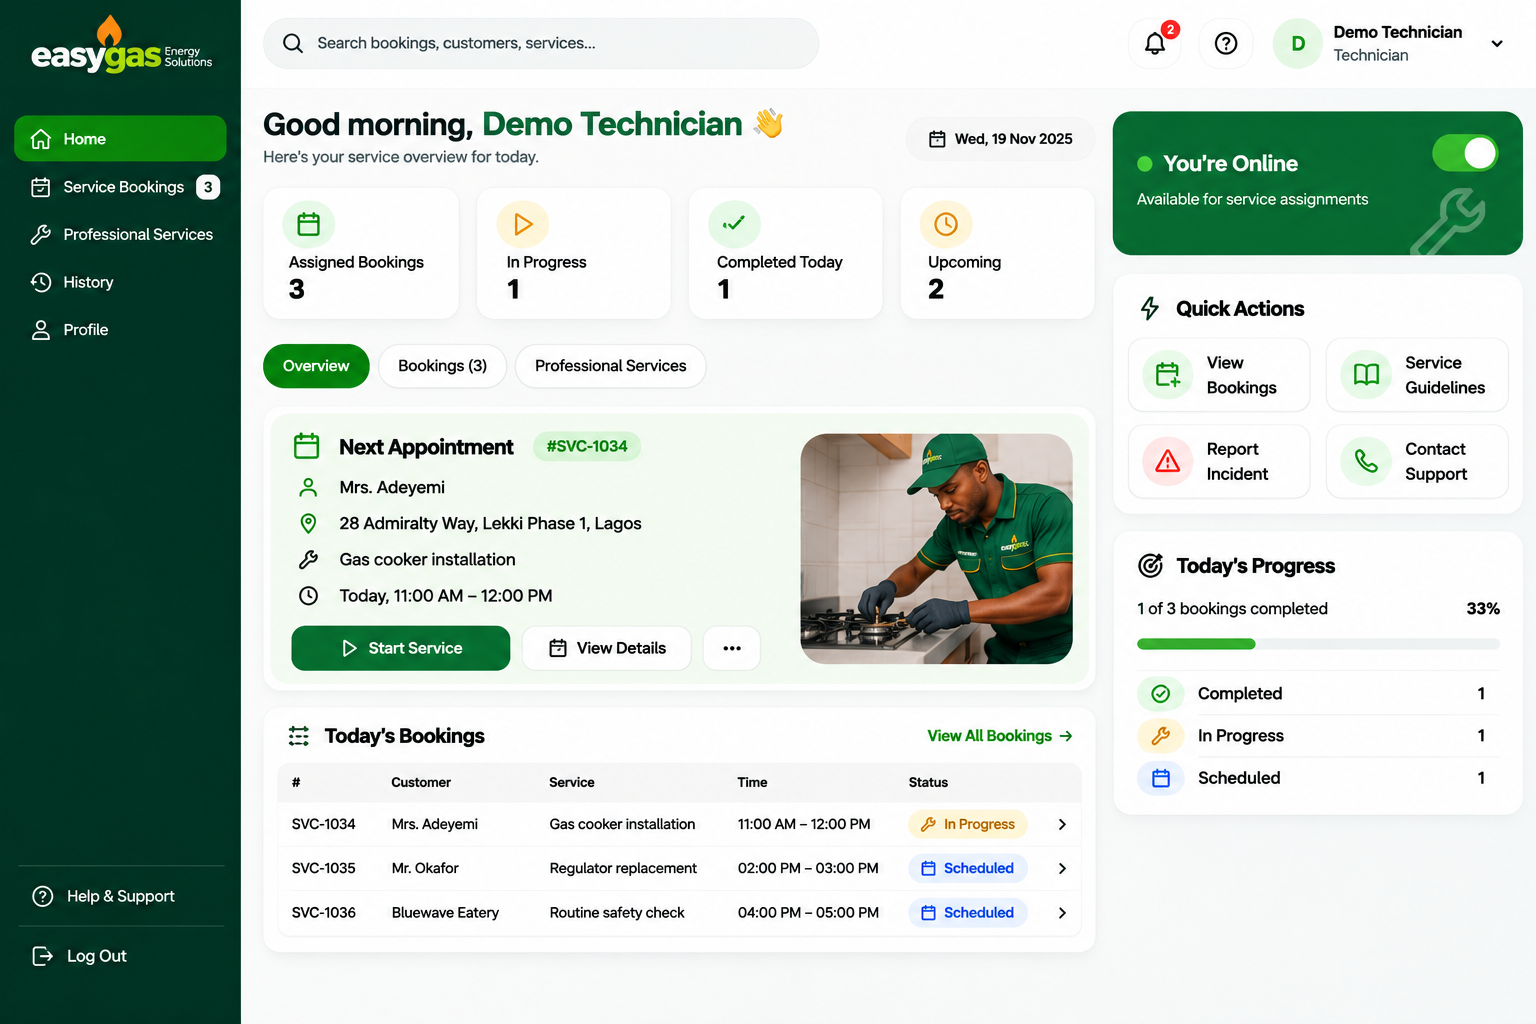 easygas Energy Solutions
Search bookings, customers, services...
2
D
Demo Technician
Technician
Home
Service Bookings 3
Professional Services
History
Profile
Help & Support
Log Out
Good morning, Demo Technician 👋
Here's your service overview for today.
Wed, 19 Nov 2025
Assigned Bookings
3
In Progress
1
Completed Today
1
Upcoming
2
Overview
Bookings (3)
Professional Services
Next Appointment #SVC-1034
Mrs. Adeyemi
28 Admiralty Way, Lekki Phase 1, Lagos
Gas cooker installation
Today, 11:00 AM – 12:00 PM
Start Service
View Details
•••
easygas
Today's Bookings
View All Bookings →
# Customer Service Time Status
SVC-1034 Mrs. Adeyemi Gas cooker installation 11:00 AM – 12:00 PM In Progress
SVC-1035 Mr. Okafor Regulator replacement 02:00 PM – 03:00 PM Scheduled
SVC-1036 Bluewave Eatery Routine safety check 04:00 PM – 05:00 PM Scheduled
You're Online
Available for service assignments
Quick Actions
View
Bookings
Service
Guidelines
Report
Incident
Contact
Support
Today's Progress
1 of 3 bookings completed 33%
Completed 1
In Progress 1
Scheduled 1